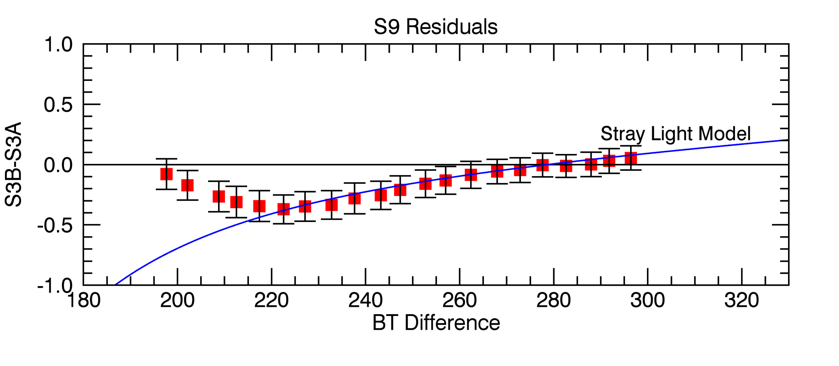 S9 Residuals
1.0
0.5
0.0
-0.5
-1.0
S3B-S3A
Stray Light Model
180 200 220 240 260 280 300 320
BT Difference